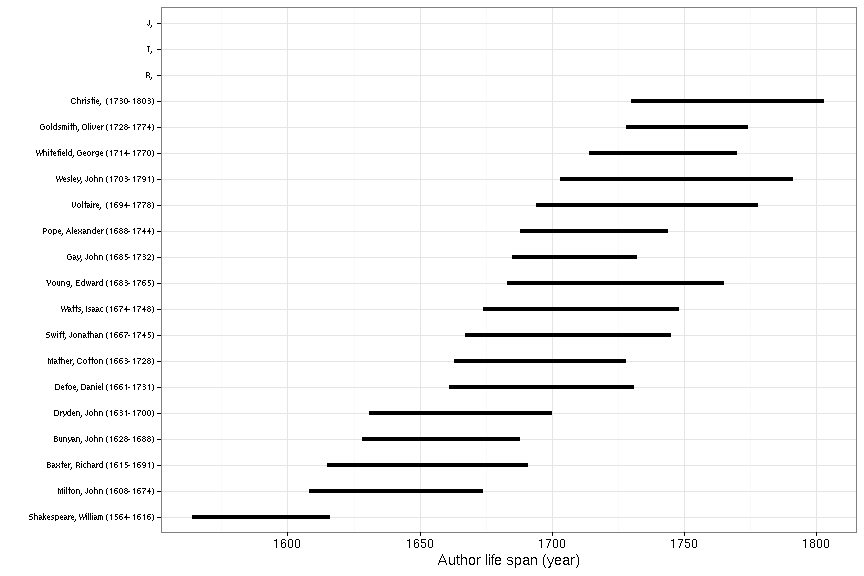 J,
T,
R,
Christie, (1730-1803)
Goldsmith, Oliver (1728-1774)
Whitefield, George (1714-1770)
Wesley, John (1703-1791)
Voltaire, (1694-1778)
Pope, Alexander (1688-1744)
Gay, John (1685-1732)
Young, Edward (1683-1765)
Watts, Isaac (1674-1748)
Swift, Jonathan (1667-1745)
Mather, Cotton (1663-1728)
Defoe, Daniel (1661-1731)
Dryden, John (1631-1700)
Bunyan, John (1628-1688)
Baxter, Richard (1615-1691)
Milton, John (1608-1674)
Shakespeare, William (1564-1616)
1600 1650 1700 1750 1800
Author life span (year)